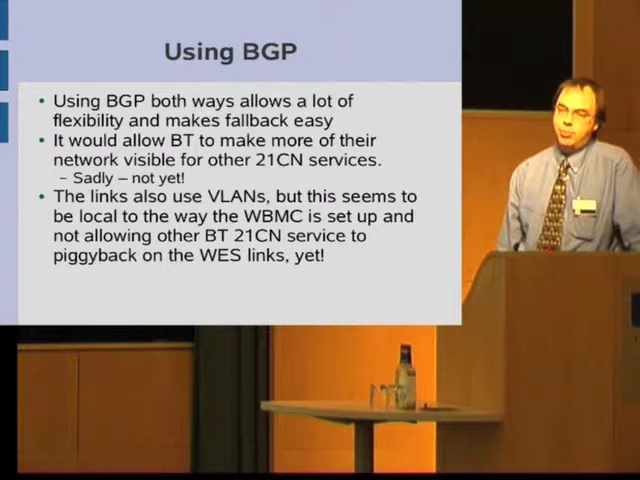 Using BGP
• Using BGP both ways allows a lot of
flexibility and makes fallback easy
• It would allow BT to make more of their
network visible for other 21CN services.
– Sadly – not yet!
• The links also use VLANs, but this seems to
be local to the way the WBMC is set up and
not allowing other BT 21CN service to
piggyback on the WES links, yet!